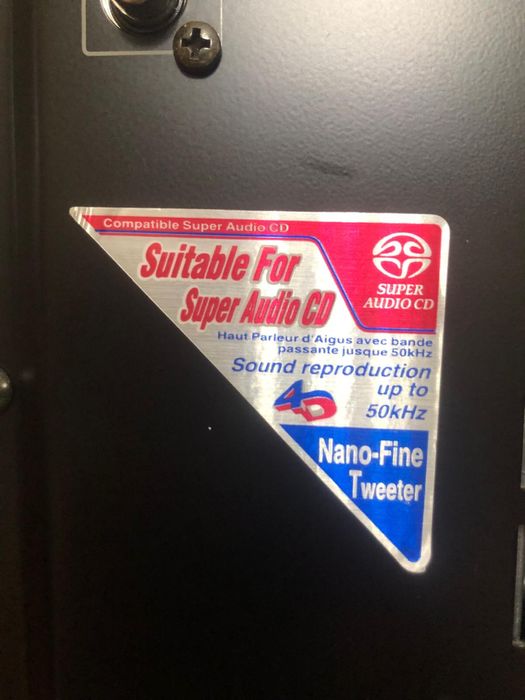 Compatible Super Audio CD
Suitable For
Super Audio CD
SUPER
AUDIO CD
Haut Parleur d'Aigus avec bande
passante jusque 50kHz
Sound reproduction
up to
50kHz
4D
Nano-Fine
Tweeter